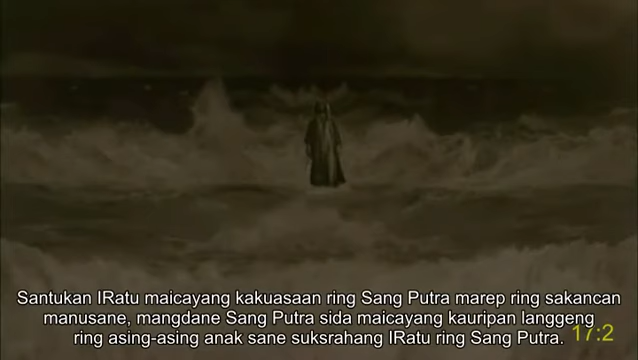 Santukan IRatu maicayang kakuasaan ring Sang Putra marep ring sakancan
manusane, mangdane Sang Putra sida maicayang kauripan langgeng
ring asing-asing anak sane suksrahang IRatu ring Sang Putra.
17:2